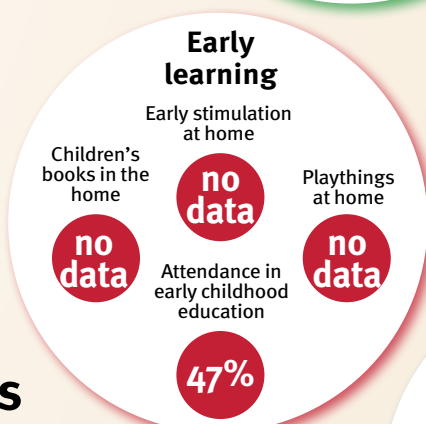 Early
learning
Early stimulation
at home
no
data
Children's
books in the
home
no
data
Playthings
at home
no
data
Attendance in
early childhood
education
47%
s